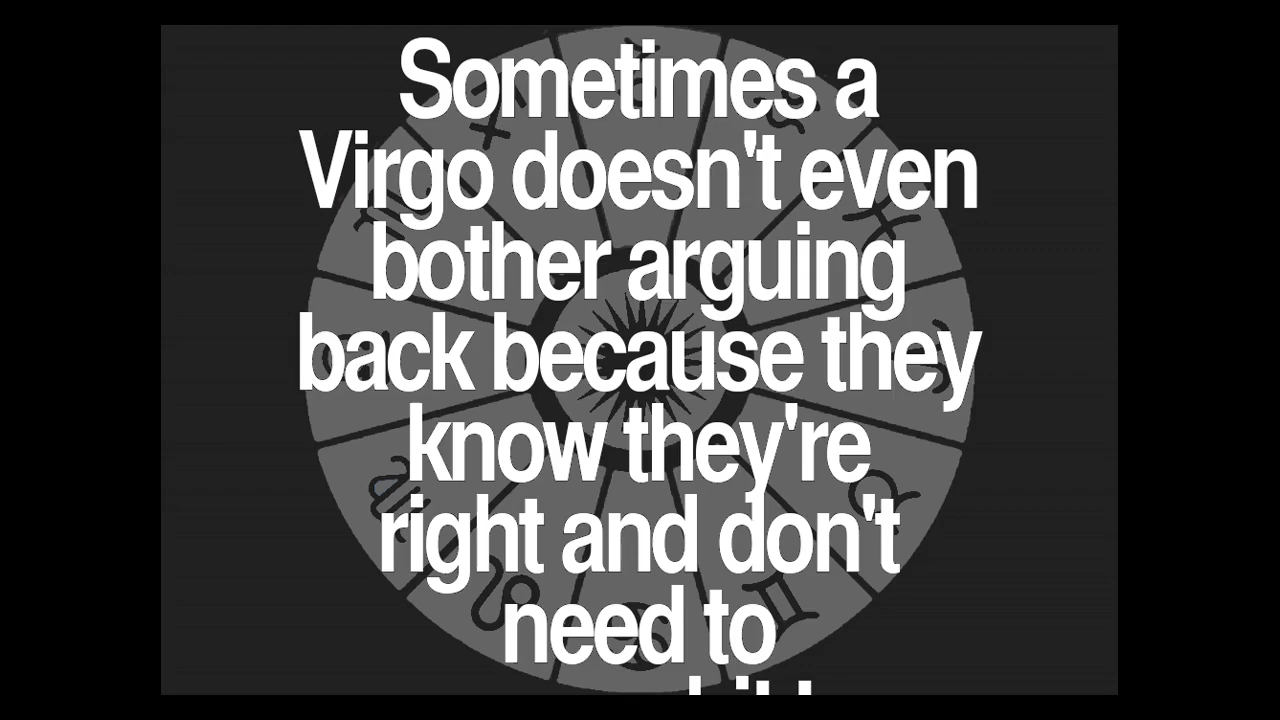 Sometimes a
Virgo doesn't even
bother arguing
back because they
know they're
right and don't
need to